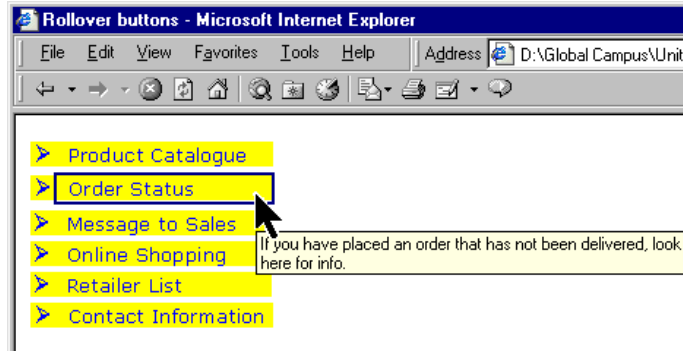 Rollover buttons - Microsoft Internet Explorer
File Edit View Favorites Tools Help Address D:\Global Campus\Unit
Product Catalogue
Order Status
Message to Sales
If you have placed an order that has not been delivered, look
here for info.
Online Shopping
Retailer List
Contact Information